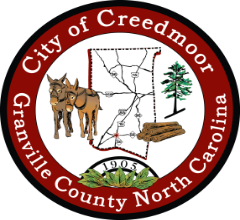 City of Creedmoor
1905
Granville County North Carolina